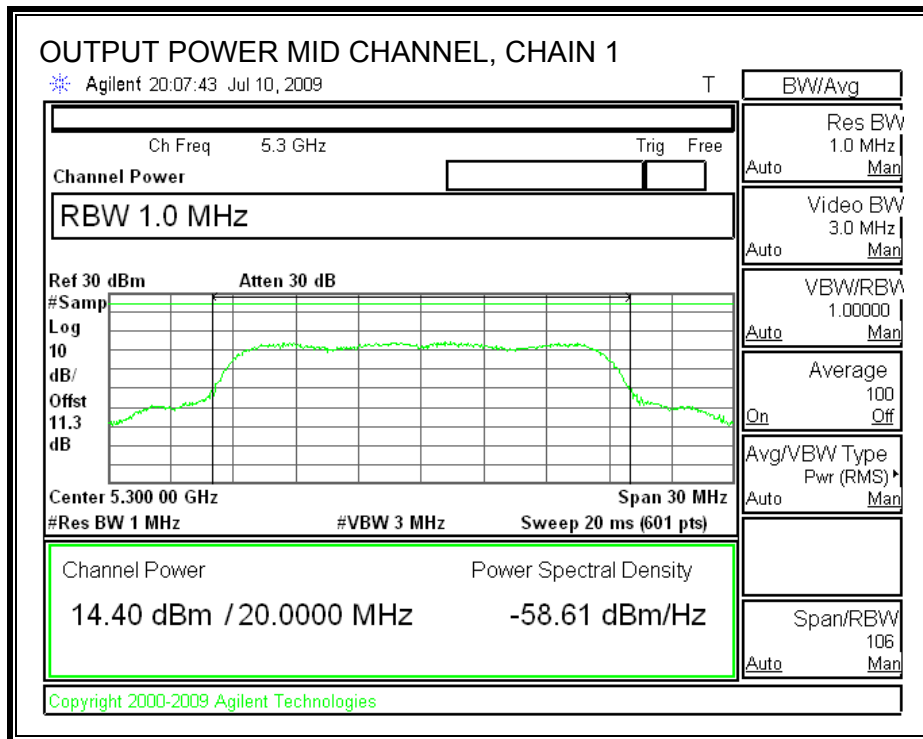 OUTPUT POWER MID CHANNEL, CHAIN 1
Agilent 20:07:43 Jul 10, 2009 T
Ch Freq 5.3 GHz Trig Free
Channel Power
RBW 1.0 MHz
Ref 30 dBm Atten 30 dB
#Samp
Log
10
dB/
Offst
11.3
dB
Center 5.300 00 GHz Span 30 MHz
#Res BW 1 MHz #VBW 3 MHz Sweep 20 ms (601 pts)
Channel Power Power Spectral Density
14.40 dBm / 20.0000 MHz -58.61 dBm/Hz
Copyright 2000-2009 Agilent Technologies
BW/Avg
Res BW
1.0 MHz
Auto Man
Video BW
3.0 MHz
Auto Man
VBW/RBW
1.00000
Auto Man
Average
100
On Off
Avg/VBW Type
Pwr (RMS)
Auto Man
Span/RBW
106
Auto Man